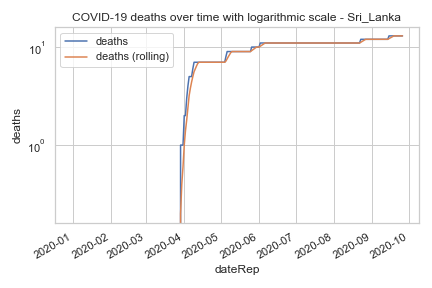 COVID-19 deaths over time with logarithmic scale - Sri_Lanka
deaths
deaths (rolling)
10¹
10⁰
deaths
2020-01
2020-02
2020-03
2020-04
2020-05
2020-06
2020-07
2020-08
2020-09
2020-10
dateRep